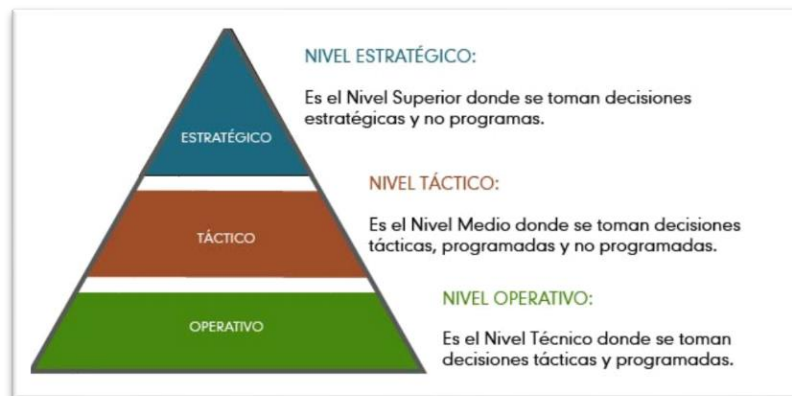 NIVEL ESTRATÉGICO:
Es el Nivel Superior donde se toman decisiones
estratégicas y no programas.
ESTRATÉGICO
NIVEL TÁCTICO:
Es el Nivel Medio donde se toman decisiones
tácticas, programadas y no programadas.
TÁCTICO
NIVEL OPERATIVO:
Es el Nivel Técnico donde se toman
decisiones tácticas y programadas.
OPERATIVO